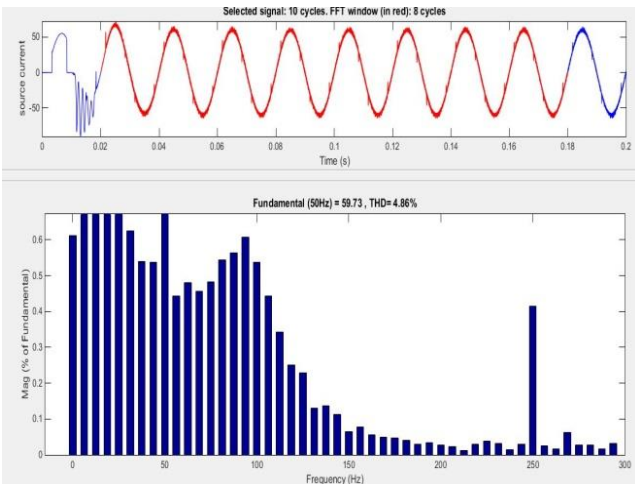 Selected signal: 10 cycles. FFT window (in red): 8 cycles
source current
50
0
-50
0 0.02 0.04 0.06 0.08 0.1 0.12 0.14 0.16 0.18 0.2
Time (s)
Fundamental (50Hz) = 59.73 , THD= 4.86%
Mag (% of Fundamental)
0.6
0.5
0.4
0.3
0.2
0.1
0
0 50 100 150 200 250 300
Frequency (Hz)